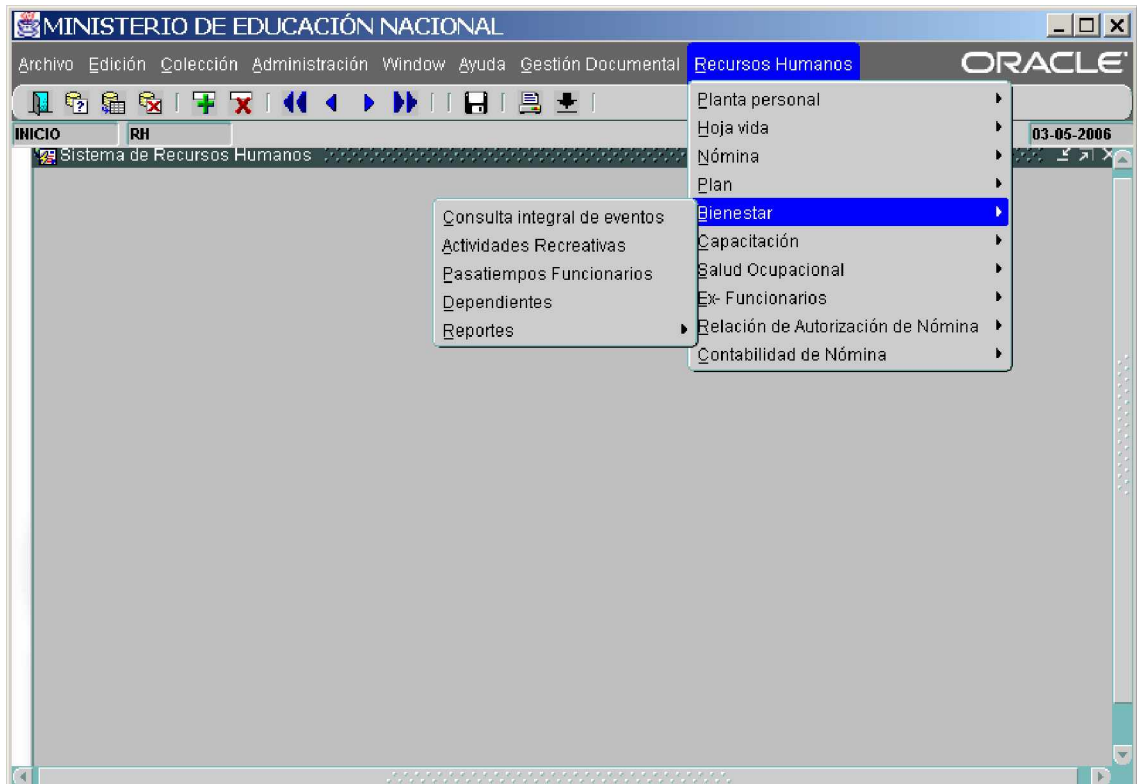 MINISTERIO DE EDUCACIÓN NACIONAL
Archivo Edición Colección Administración Window Ayuda Gestión Documental Recursos Humanos ORACLE
INICIO RH 03-05-2006
Sistema de Recursos Humanos
Planta personal
Hoja vida
Nómina
Plan
Bienestar
Capacitación
Salud Ocupacional
Ex- Funcionarios
Relación de Autorización de Nómina
Contabilidad de Nómina
Consulta integral de eventos
Actividades Recreativas
Pasatiempos Funcionarios
Dependientes
Reportes